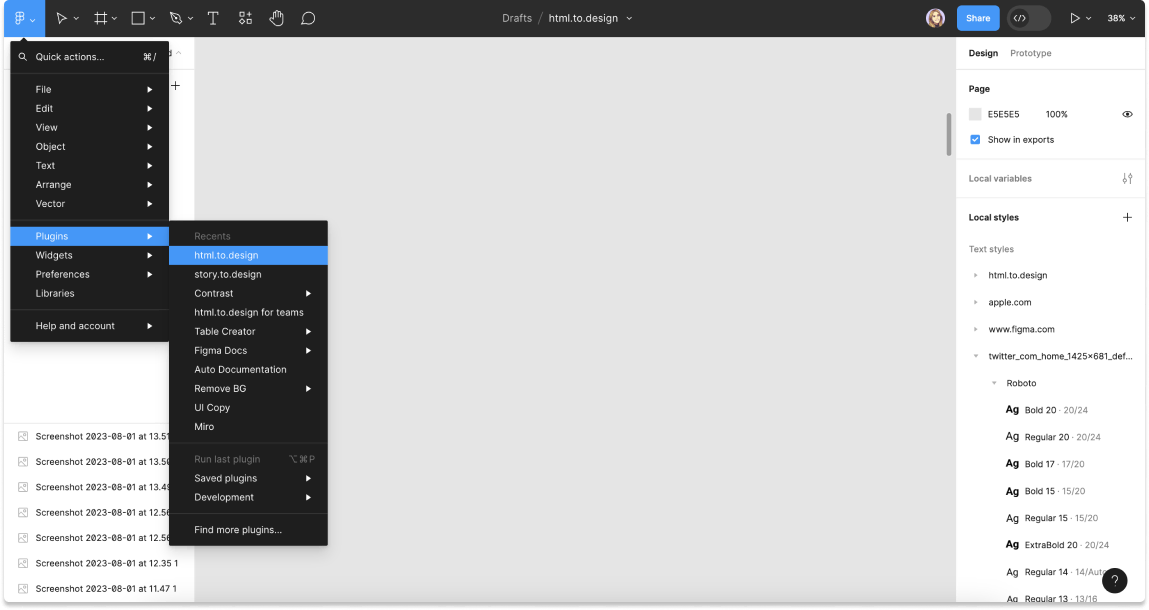 Drafts / html.to.design
Share
38%
Quick actions...
⌘/
File
Edit
View
Object
Text
Arrange
Vector
Plugins
Widgets
Preferences
Libraries
Help and account
Recents
html.to.design
story.to.design
Contrast
html.to.design for teams
Table Creator
Figma Docs
Auto Documentation
Remove BG
UI Copy
Miro
Run last plugin ⌥⌘P
Saved plugins
Development
Find more plugins...
Screenshot 2023-08-01 at 13.51
Screenshot 2023-08-01 at 13.50
Screenshot 2023-08-01 at 13.49
Screenshot 2023-08-01 at 12.56
Screenshot 2023-08-01 at 12.56
Screenshot 2023-08-01 at 12.35 1
Screenshot 2023-08-01 at 11.47 1
Design Prototype
Page
E5E5E5 100%
Show in exports
Local variables
Local styles
Text styles
html.to.design
apple.com
www.figma.com
twitter_com_home_1425x681_def...
Roboto
Ag Bold 20 · 20/24
Ag Regular 20 · 20/24
Ag Bold 17 · 17/20
Ag Bold 15 · 15/20
Ag Regular 15 · 15/20
Ag ExtraBold 20 · 20/24
Ag Regular 14 · 14/Auto
Ag Regular 13 · 13/16
?